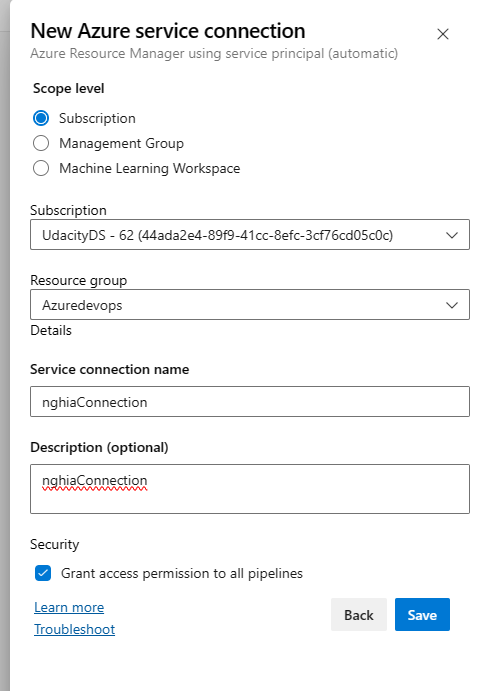 New Azure service connection
Azure Resource Manager using service principal (automatic)
Scope level
Subscription
Management Group
Machine Learning Workspace
Subscription
UdacityDS - 62 (44ada2e4-89f9-41cc-8efc-3cf76cd05c0c)
Resource group
Azuredevops
Details
Service connection name
nghiaConnection
Description (optional)
nghiaConnection
Security
Grant access permission to all pipelines
Learn more
Troubleshoot
Back
Save